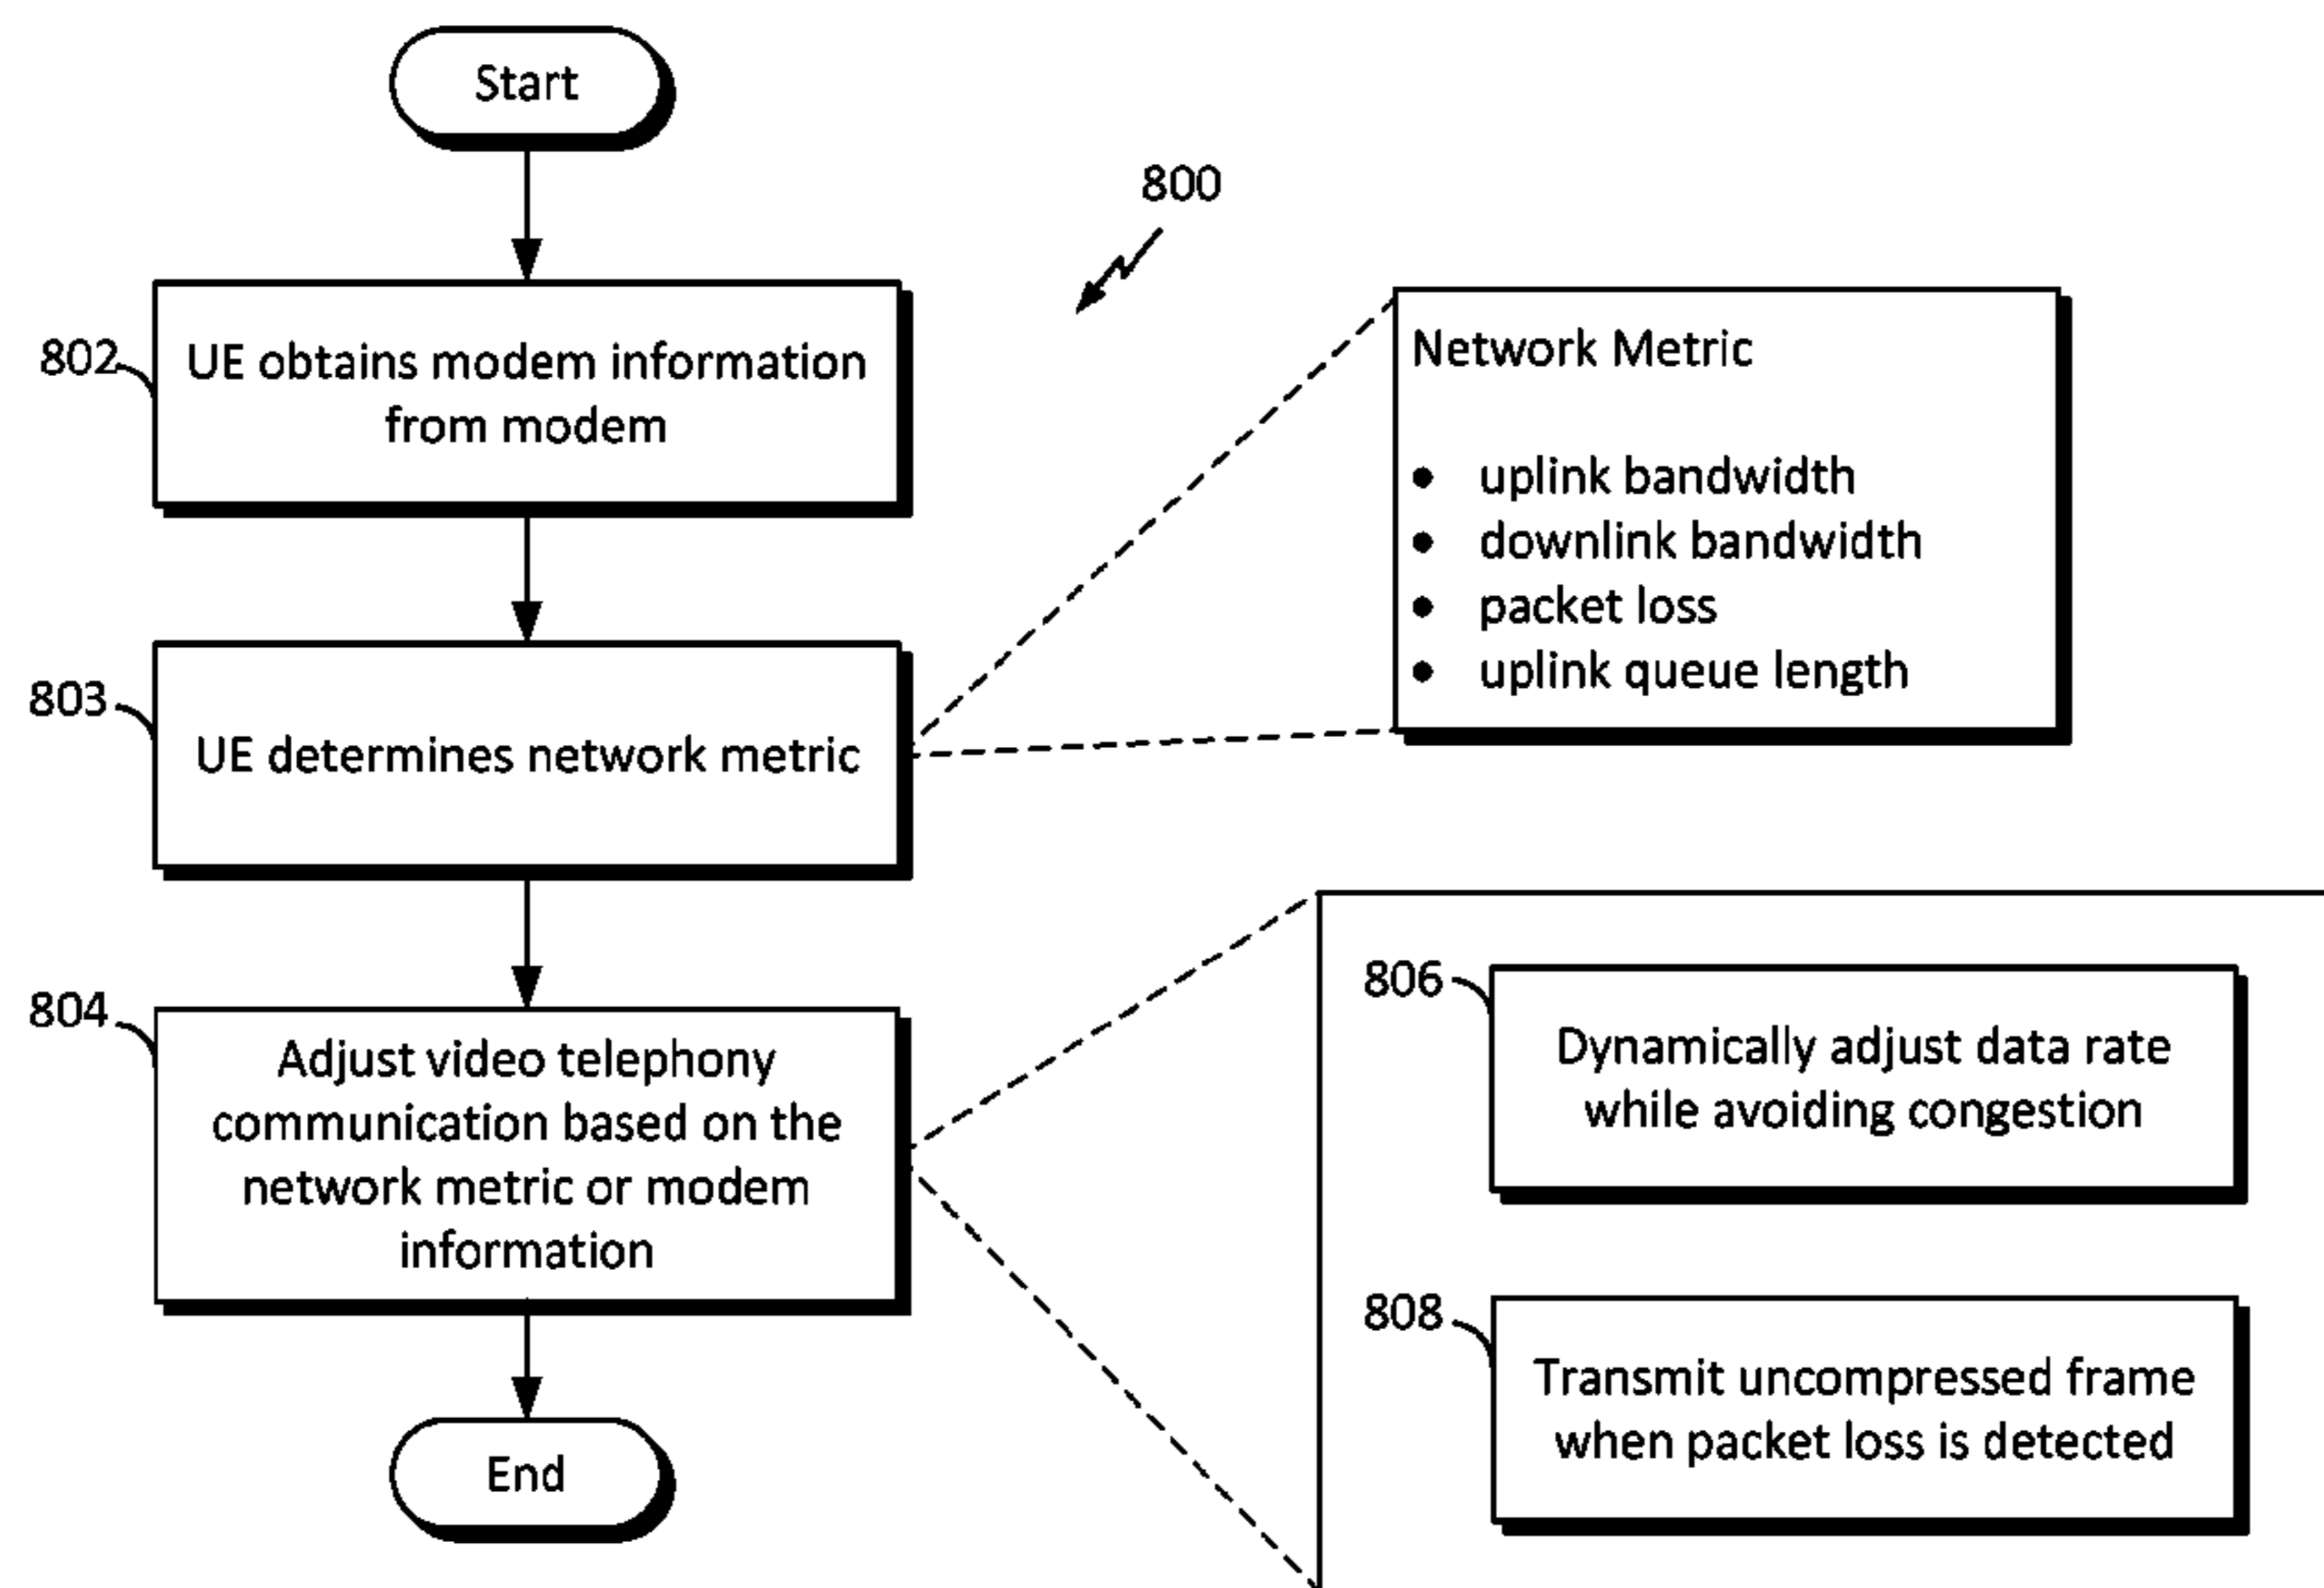 Start
800
802
UE obtains modem information
from modem
Network Metric
• uplink bandwidth
• downlink bandwidth
• packet loss
• uplink queue length
803
UE determines network metric
804
Adjust video telephony
communication based on the
network metric or modem
information
806
Dynamically adjust data rate
while avoiding congestion
808
Transmit uncompressed frame
when packet loss is detected
End